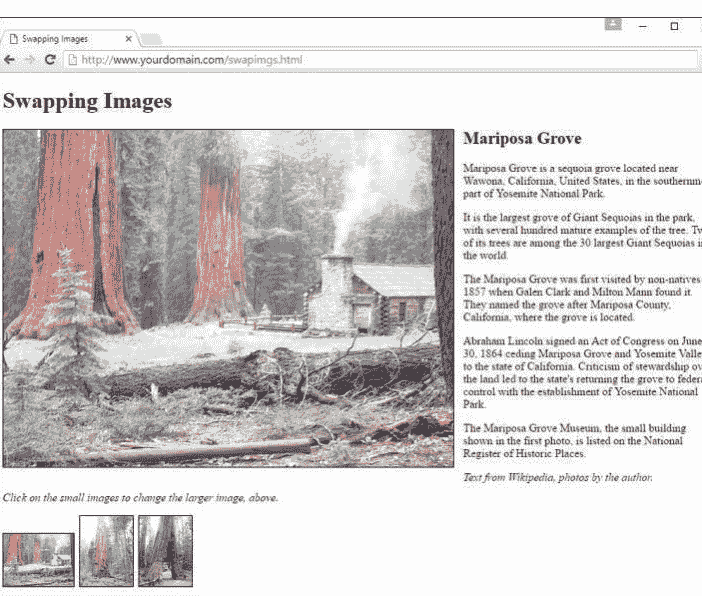 Swapping Images
http://www.yourdomain.com/swapimgs.html
Swapping Images
Mariposa Grove
Mariposa Grove is a sequoia grove located near
Wawona, California, United States, in the southernm
part of Yosemite National Park.
It is the largest grove of Giant Sequoias in the park,
with several hundred mature examples of the tree. Tw
of its trees are among the 30 largest Giant Sequoias i
the world.
The Mariposa Grove was first visited by non-natives
1857 when Galen Clark and Milton Mann found it.
They named the grove after Mariposa County,
California, where the grove is located.
Abraham Lincoln signed an Act of Congress on June
30, 1864 ceding Mariposa Grove and Yosemite Valle
to the state of California. Criticism of stewardship ov
the land led to the state's returning the grove to federa
control with the establishment of Yosemite National
Park.
The Mariposa Grove Museum, the small building
shown in the first photo, is listed on the National
Register of Historic Places.
Text from Wikipedia, photos by the author.
Click on the small images to change the larger image, above.